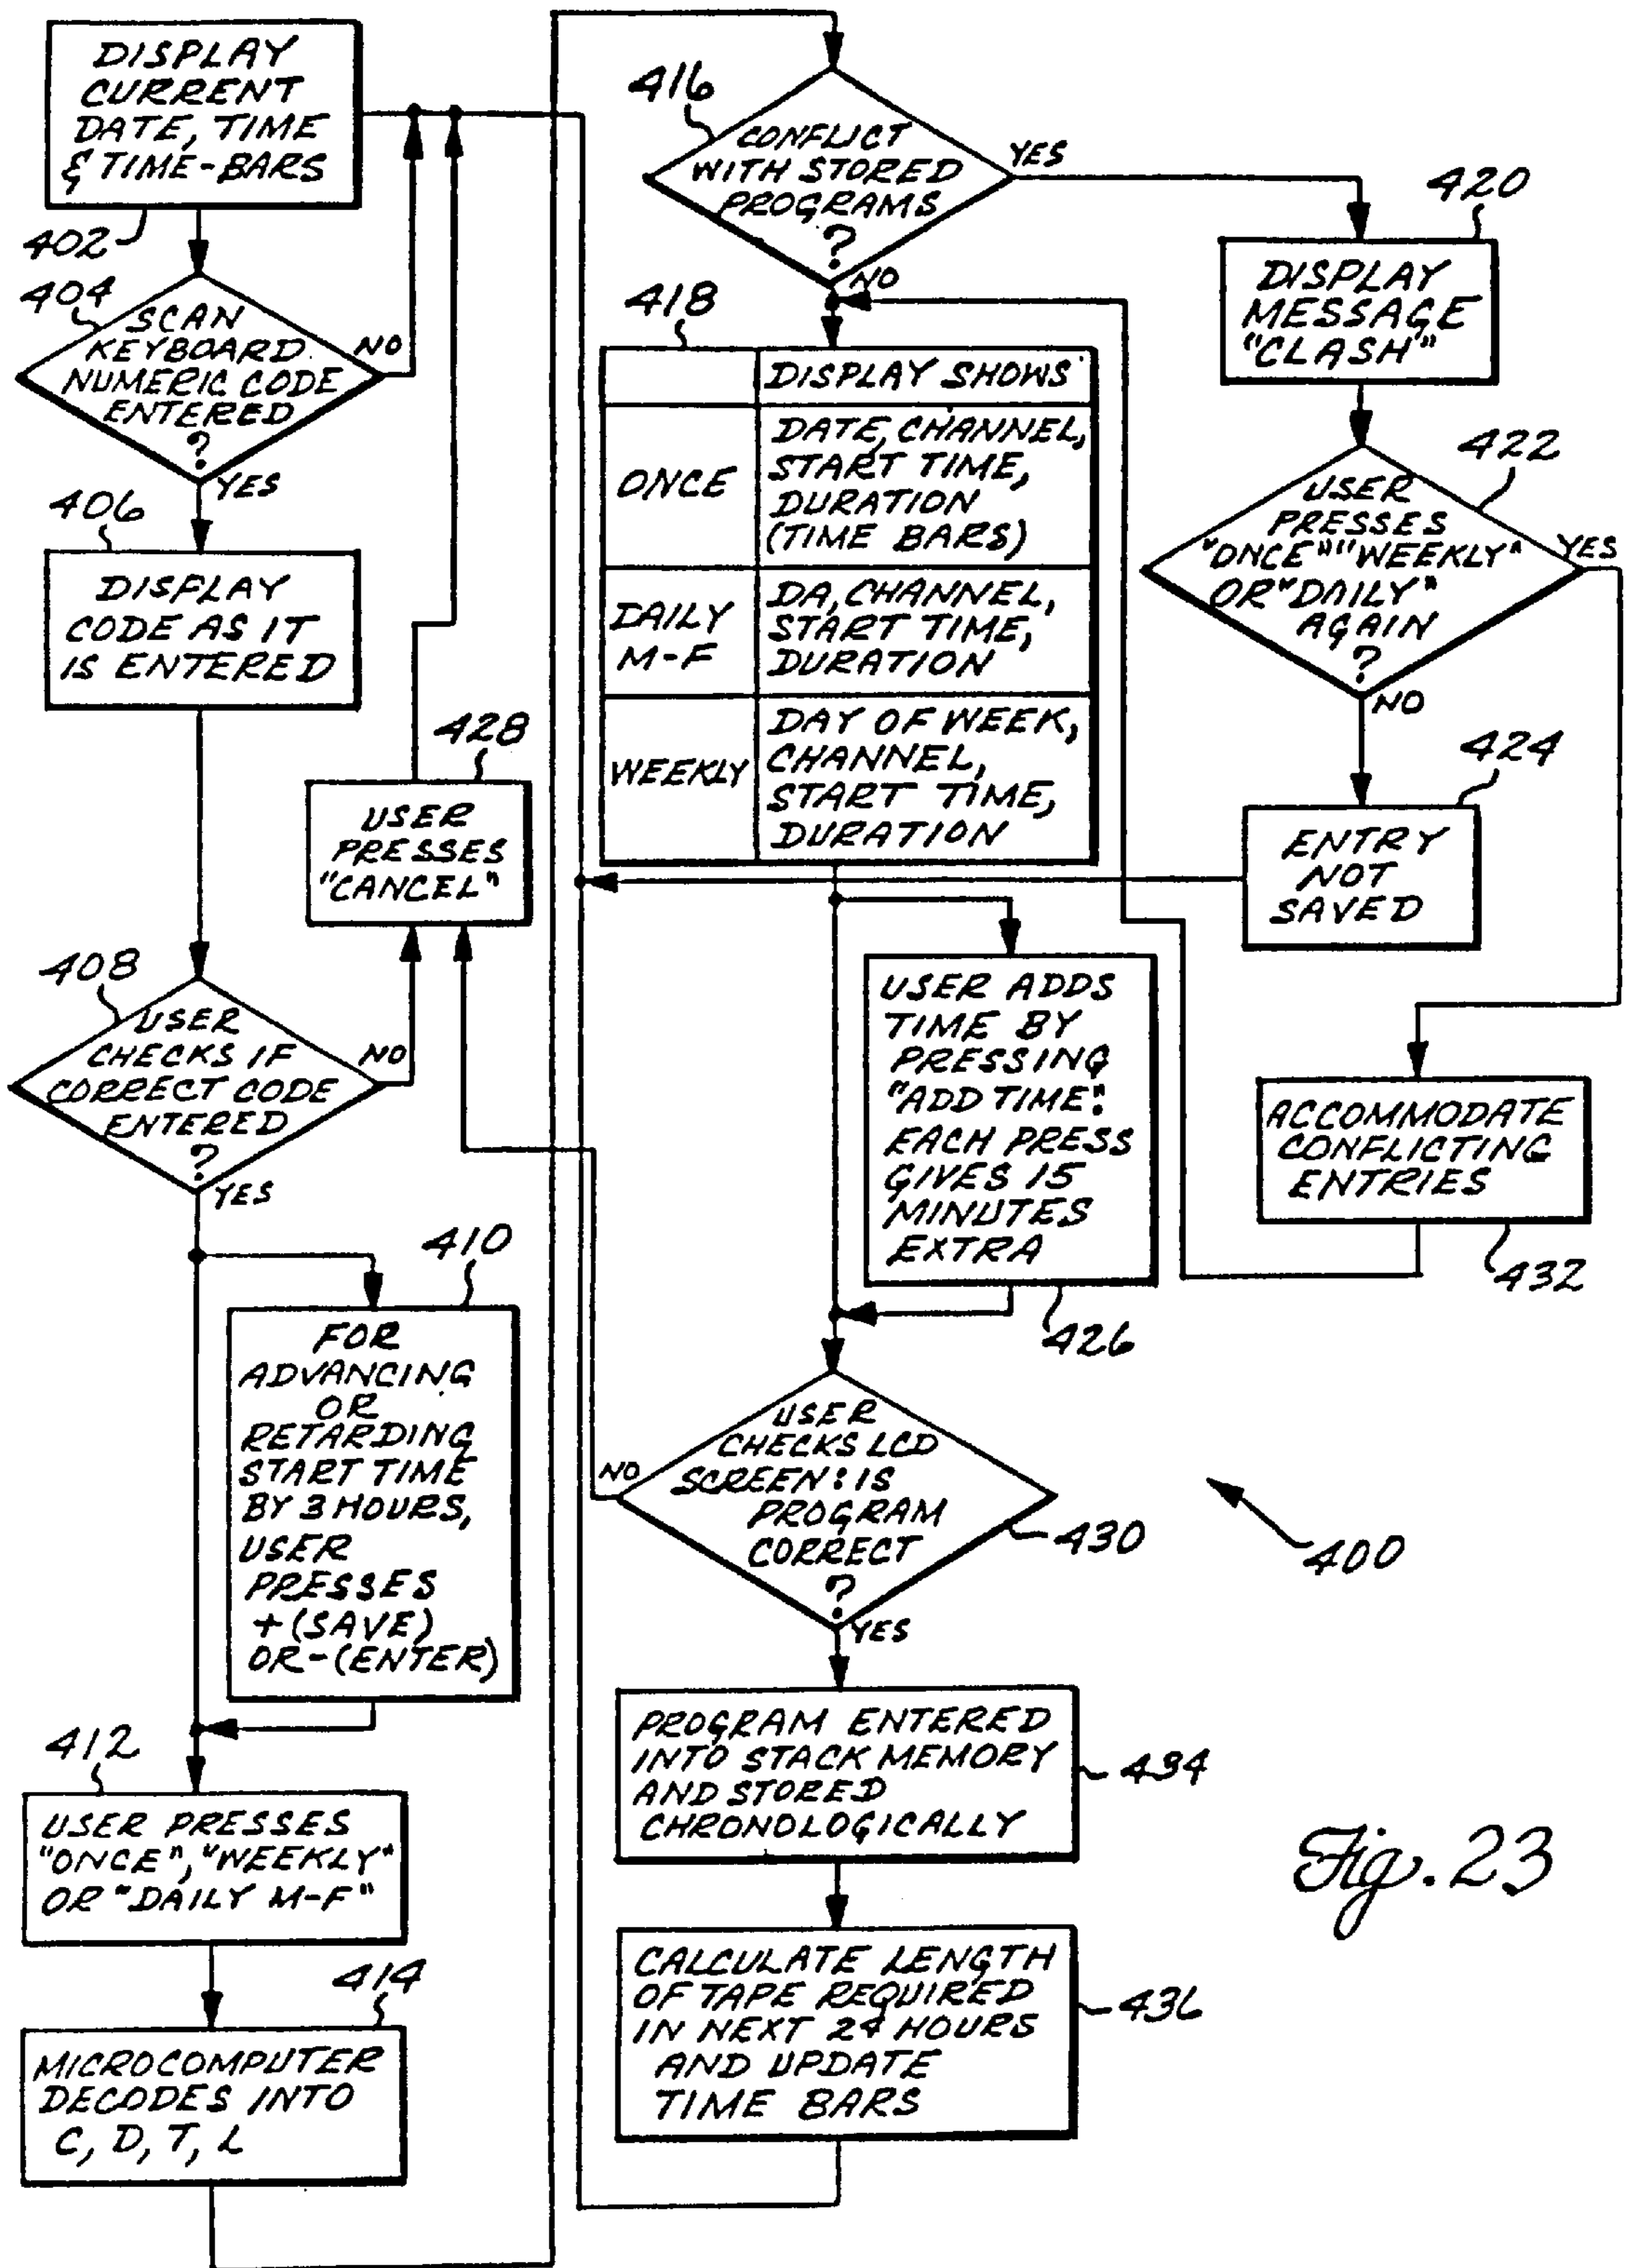 DISPLAY
CURRENT
DATE, TIME
& TIME-BARS
402
404
SCAN
KEYBOARD
NUMERIC CODE
ENTERED
?
NO
YES
406
DISPLAY
CODE AS IT
IS ENTERED
428
USER
PRESSES
"CANCEL"
408
USER
CHECKS IF
CORRECT CODE
ENTERED
?
NO
YES
410
FOR
ADVANCING
OR
RETARDING
START TIME
BY 3 HOURS,
USER
PRESSES
+(SAVE)
OR-(ENTER)
412
USER PRESSES
"ONCE", "WEEKLY"
OR "DAILY M-F"
414
MICROCOMPUTER
DECODES INTO
C, D, T, L
416
CONFLICT
WITH STORED
PROGRAMS
?
YES
NO
418
DISPLAY SHOWS
ONCE
DATE, CHANNEL,
START TIME,
DURATION
(TIME BARS)
DAILY
M-F
DA, CHANNEL,
START TIME,
DURATION
WEEKLY
DAY OF WEEK,
CHANNEL,
START TIME,
DURATION
420
DISPLAY
MESSAGE
"CLASH"
422
USER
PRESSES
"ONCE" "WEEKLY"
OR "DAILY"
AGAIN
?
YES
NO
424
ENTRY
NOT
SAVED
USER ADDS
TIME BY
PRESSING
"ADD TIME".
EACH PRESS
GIVES 15
MINUTES
EXTRA
426
ACCOMMODATE
CONFLICTING
ENTRIES
432
USER
CHECKS LCD
SCREEN: IS
PROGRAM
CORRECT
?
NO
YES
430
400
PROGRAM ENTERED
INTO STACK MEMORY
AND STORED
CHRONOLOGICALLY
434
CALCULATE LENGTH
OF TAPE REQUIRED
IN NEXT 24 HOURS
AND UPDATE
TIME BARS
436
Fig. 23